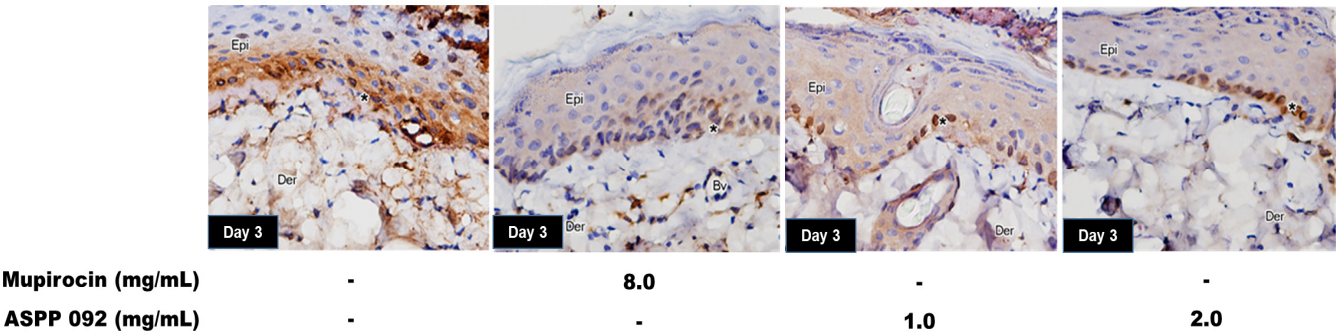 Epi
*
Der
Day 3
Epi
*
Bv
Der
Day 3
Epi
*
Der
Day 3
Epi
*
Der
Day 3
Mupirocin (mg/mL) - 8.0 - -
ASPP 092 (mg/mL) - - 1.0 2.0